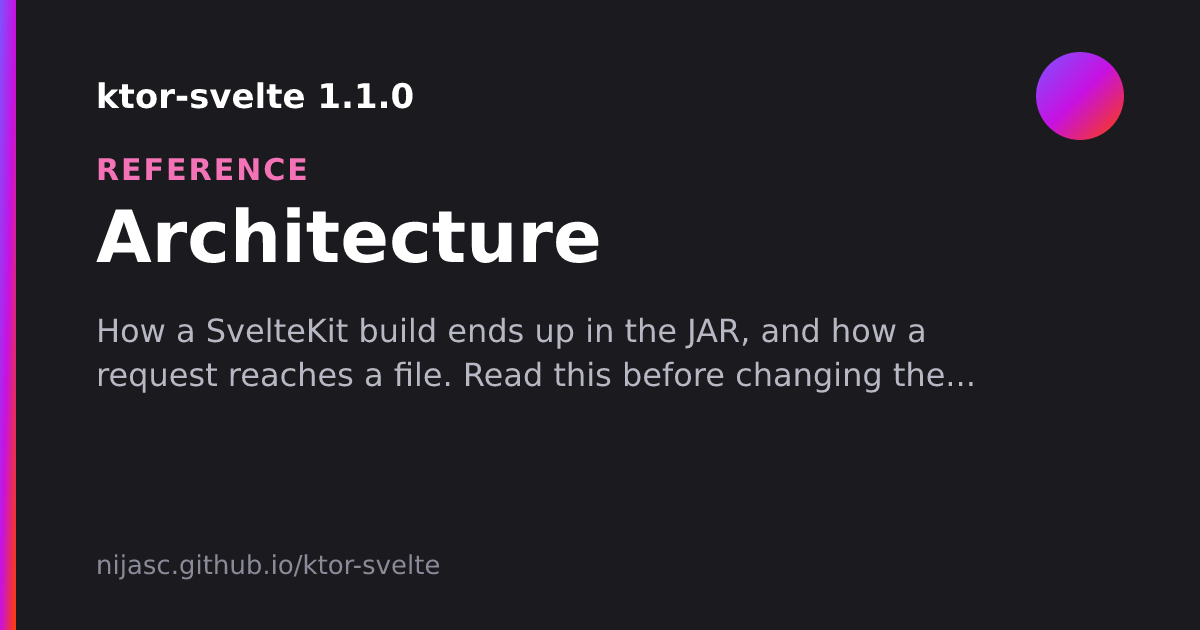 ktor-svelte 1.1.0
REFERENCE
Architecture
How a SvelteKit build ends up in the JAR, and how a
request reaches a file. Read this before changing the...
nijasc.github.io/ktor-svelte